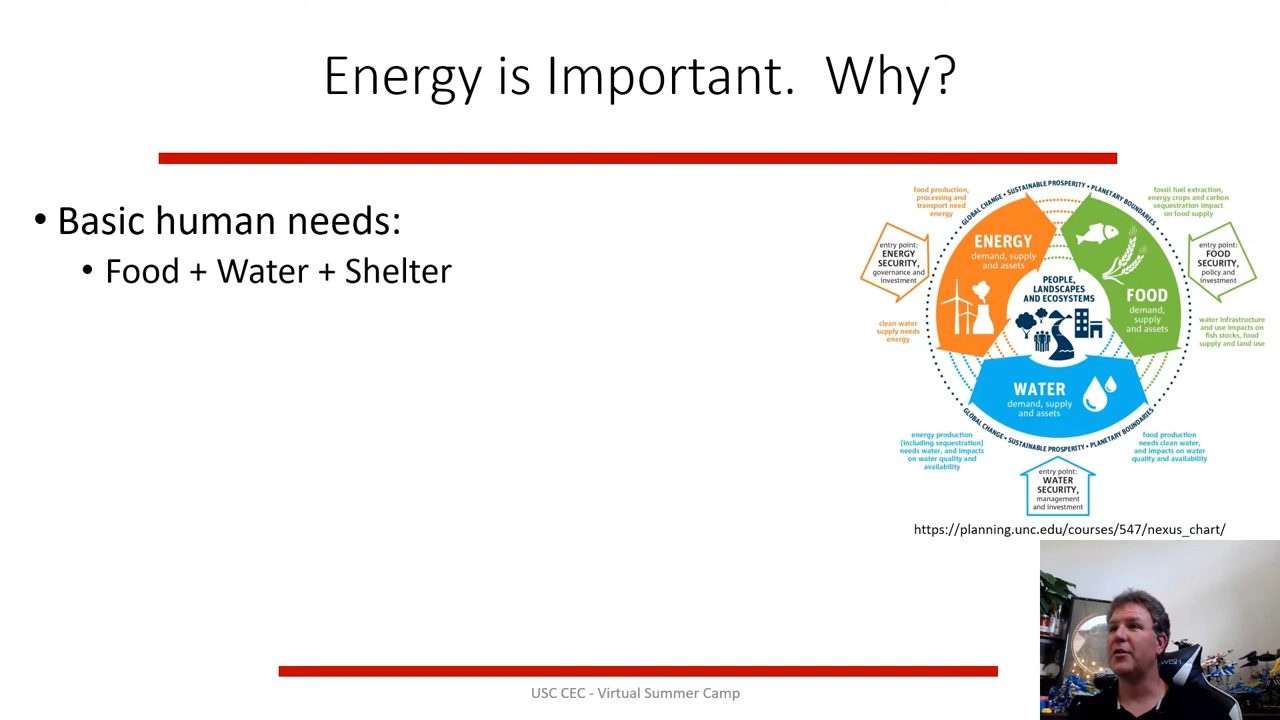 Energy is Important. Why?
• Basic human needs:
• Food + Water + Shelter
GLOBAL CHANGE • SUSTAINABLE PROSPERITY • PLANETARY BOUNDARIES
food production,
processing and
transport need
energy
fossil fuel extraction,
energy crops and carbon
sequestration impact
on food supply
entry point:
ENERGY
SECURITY,
governance and
investment
ENERGY
demand, supply
and assets
PEOPLE,
LANDSCAPES
AND ECOSYSTEMS
FOOD
demand,
supply
and assets
entry point:
FOOD
SECURITY,
policy and
investment
clean water
supply needs
energy
water infrastructure
and use impacts on
fish stocks, food
supply and land use
WATER
demand, supply
and assets
GLOBAL CHANGE • SUSTAINABLE PROSPERITY • PLANETARY BOUNDARIES
energy production
(including sequestration)
needs water, and impacts
on water quality and
availability
food production
needs clean water,
and impacts on water
quality and availability
entry point:
WATER
SECURITY,
management
and investment
https://planning.unc.edu/courses/547/nexus_chart/
WISH
USC CEC - Virtual Summer Camp